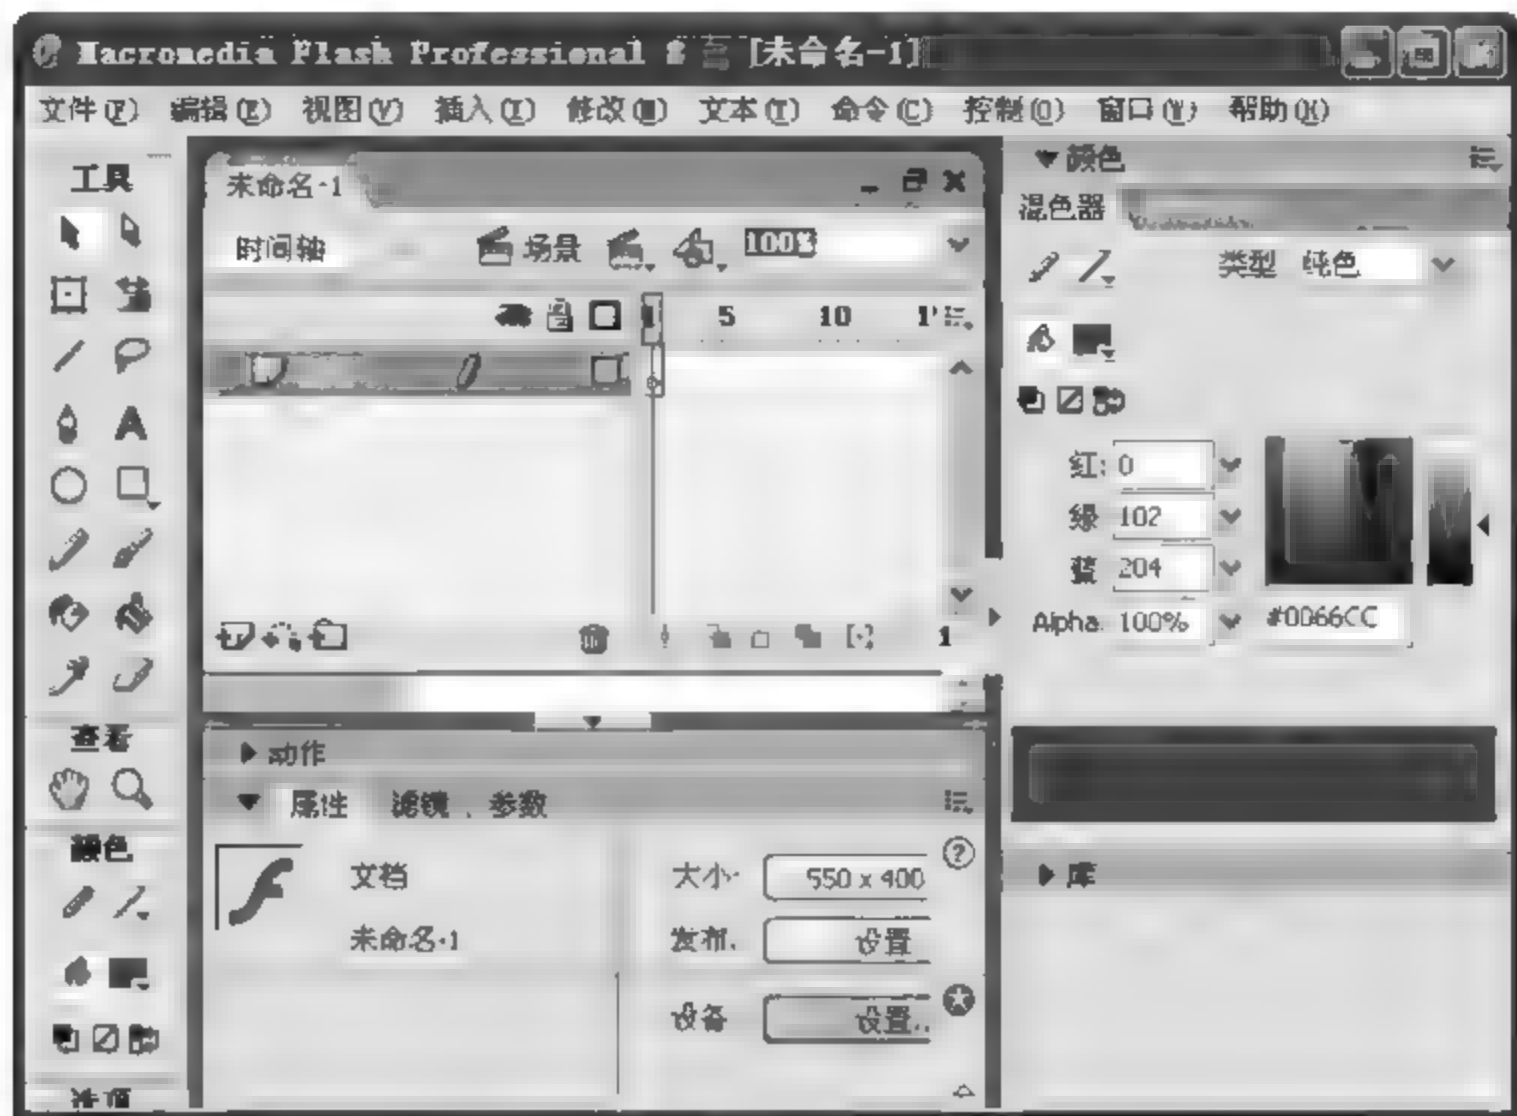 Macromedia Flash Professional 8 - [未命名-1]
文件(F) 编辑(E) 视图(V) 插入(I) 修改(M) 文本(T) 命令(C) 控制(O) 窗口(W) 帮助(H)
工具
未命名-1
时间轴 场景 100%
5 10
1
动作
属性 滤镜 参数
文档
未命名-1
大小: 550 x 400
发布: 设置
设备 设置..
查看
颜色
选项
颜色
混色器
类型 纯色
红: 0
绿 102
蓝 204
Alpha: 100% #0066CC
库